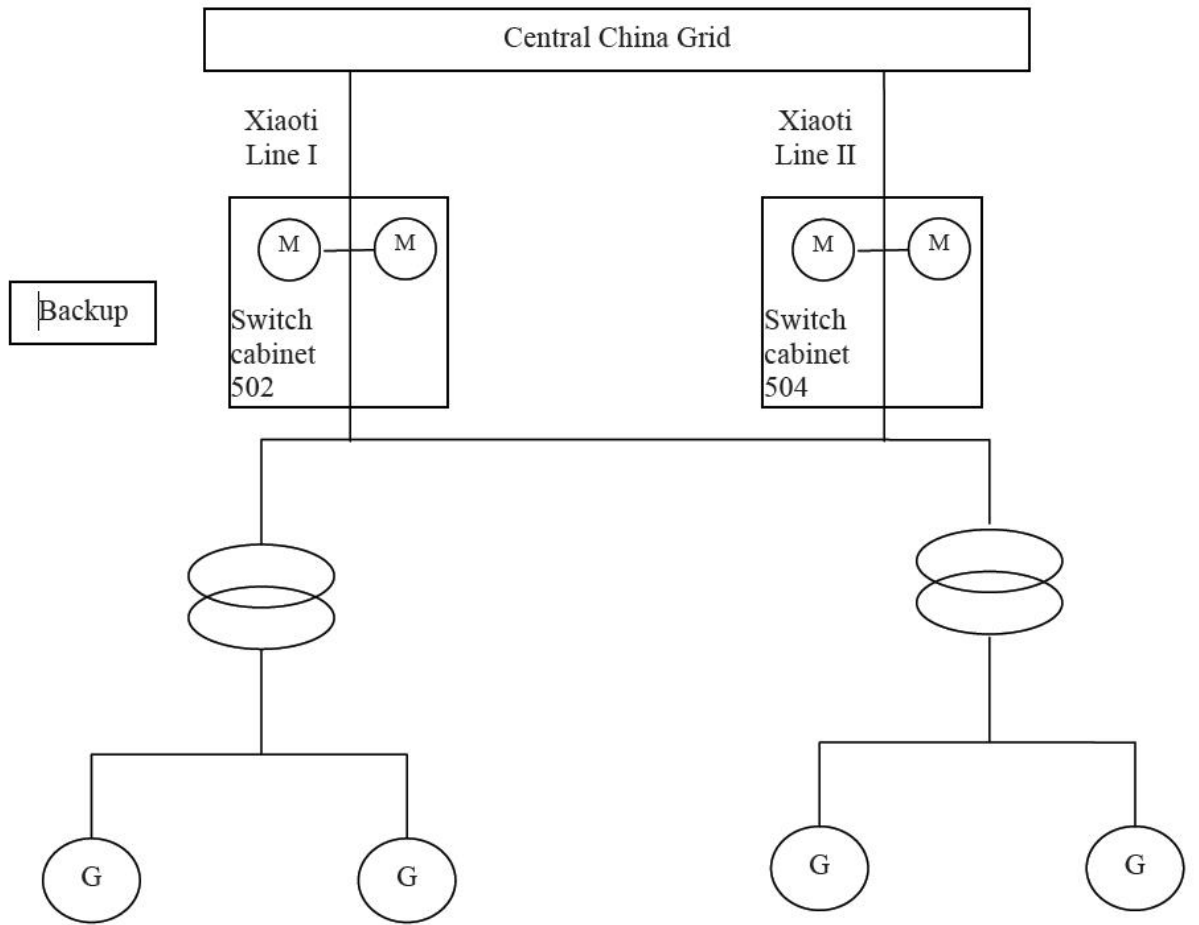 Central China Grid
Xiaoti
Line I
Xiaoti
Line II
M
M
M
M
Backup
Switch
cabinet
502
Switch
cabinet
504
G
G
G
G